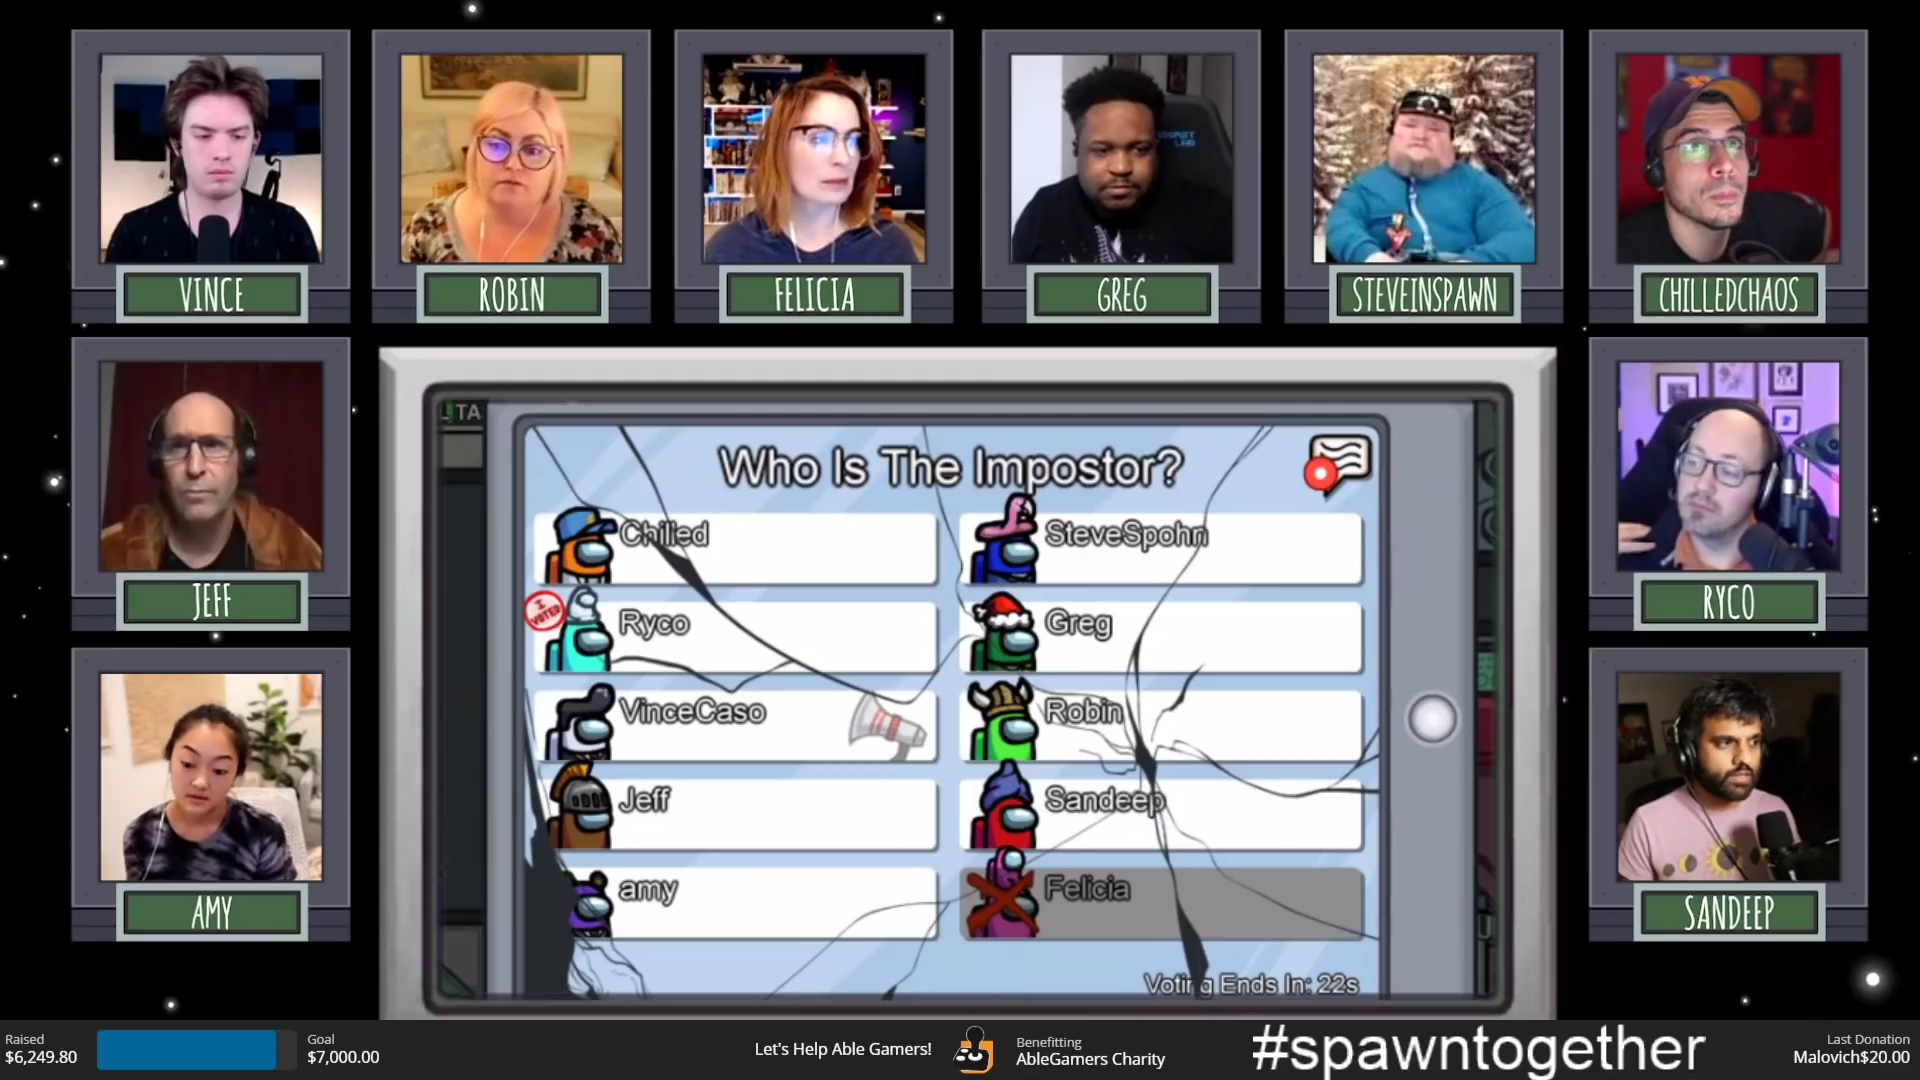 VINCE
ROBIN
FELICIA
GREG
STEVEINSPAWN
CHILLEDCHAOS
JEFF
RYCO
AMY
SANDEEP
TA
Who Is The Impostor?
Chilled
SteveSpohn
I VOTED
Ryco
Greg
VinceCaso
Robin
Jeff
Sandeep
amy
Felicia
Voting Ends In: 22s
Raised
$6,249.80
Goal
$7,000.00
Let's Help Able Gamers!
Benefitting
AbleGamers Charity
#spawntogether
Last Donation
Malovich$20.00